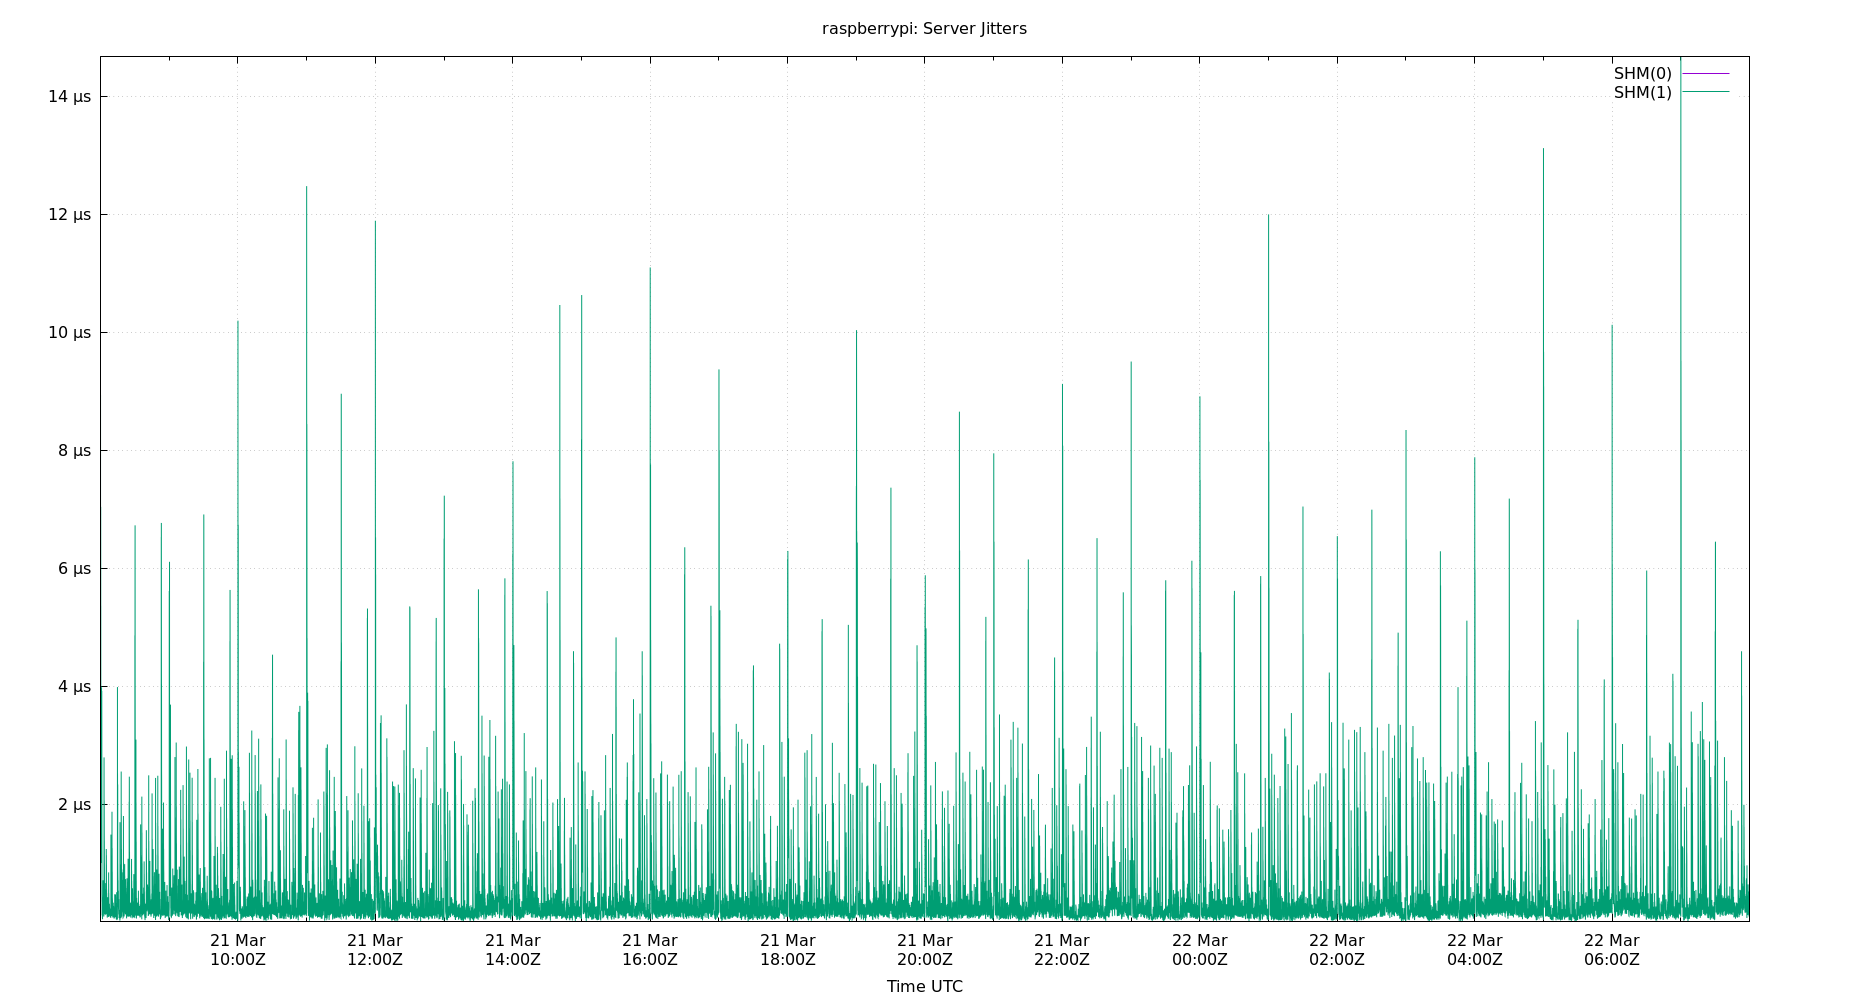 raspberrypi: Server Jitters
SHM(0)
SHM(1)
14 µs
12 µs
10 µs
8 µs
6 µs
4 µs
2 µs
21 Mar
10:00Z
21 Mar
12:00Z
21 Mar
14:00Z
21 Mar
16:00Z
21 Mar
18:00Z
21 Mar
20:00Z
21 Mar
22:00Z
22 Mar
00:00Z
22 Mar
02:00Z
22 Mar
04:00Z
22 Mar
06:00Z
Time UTC